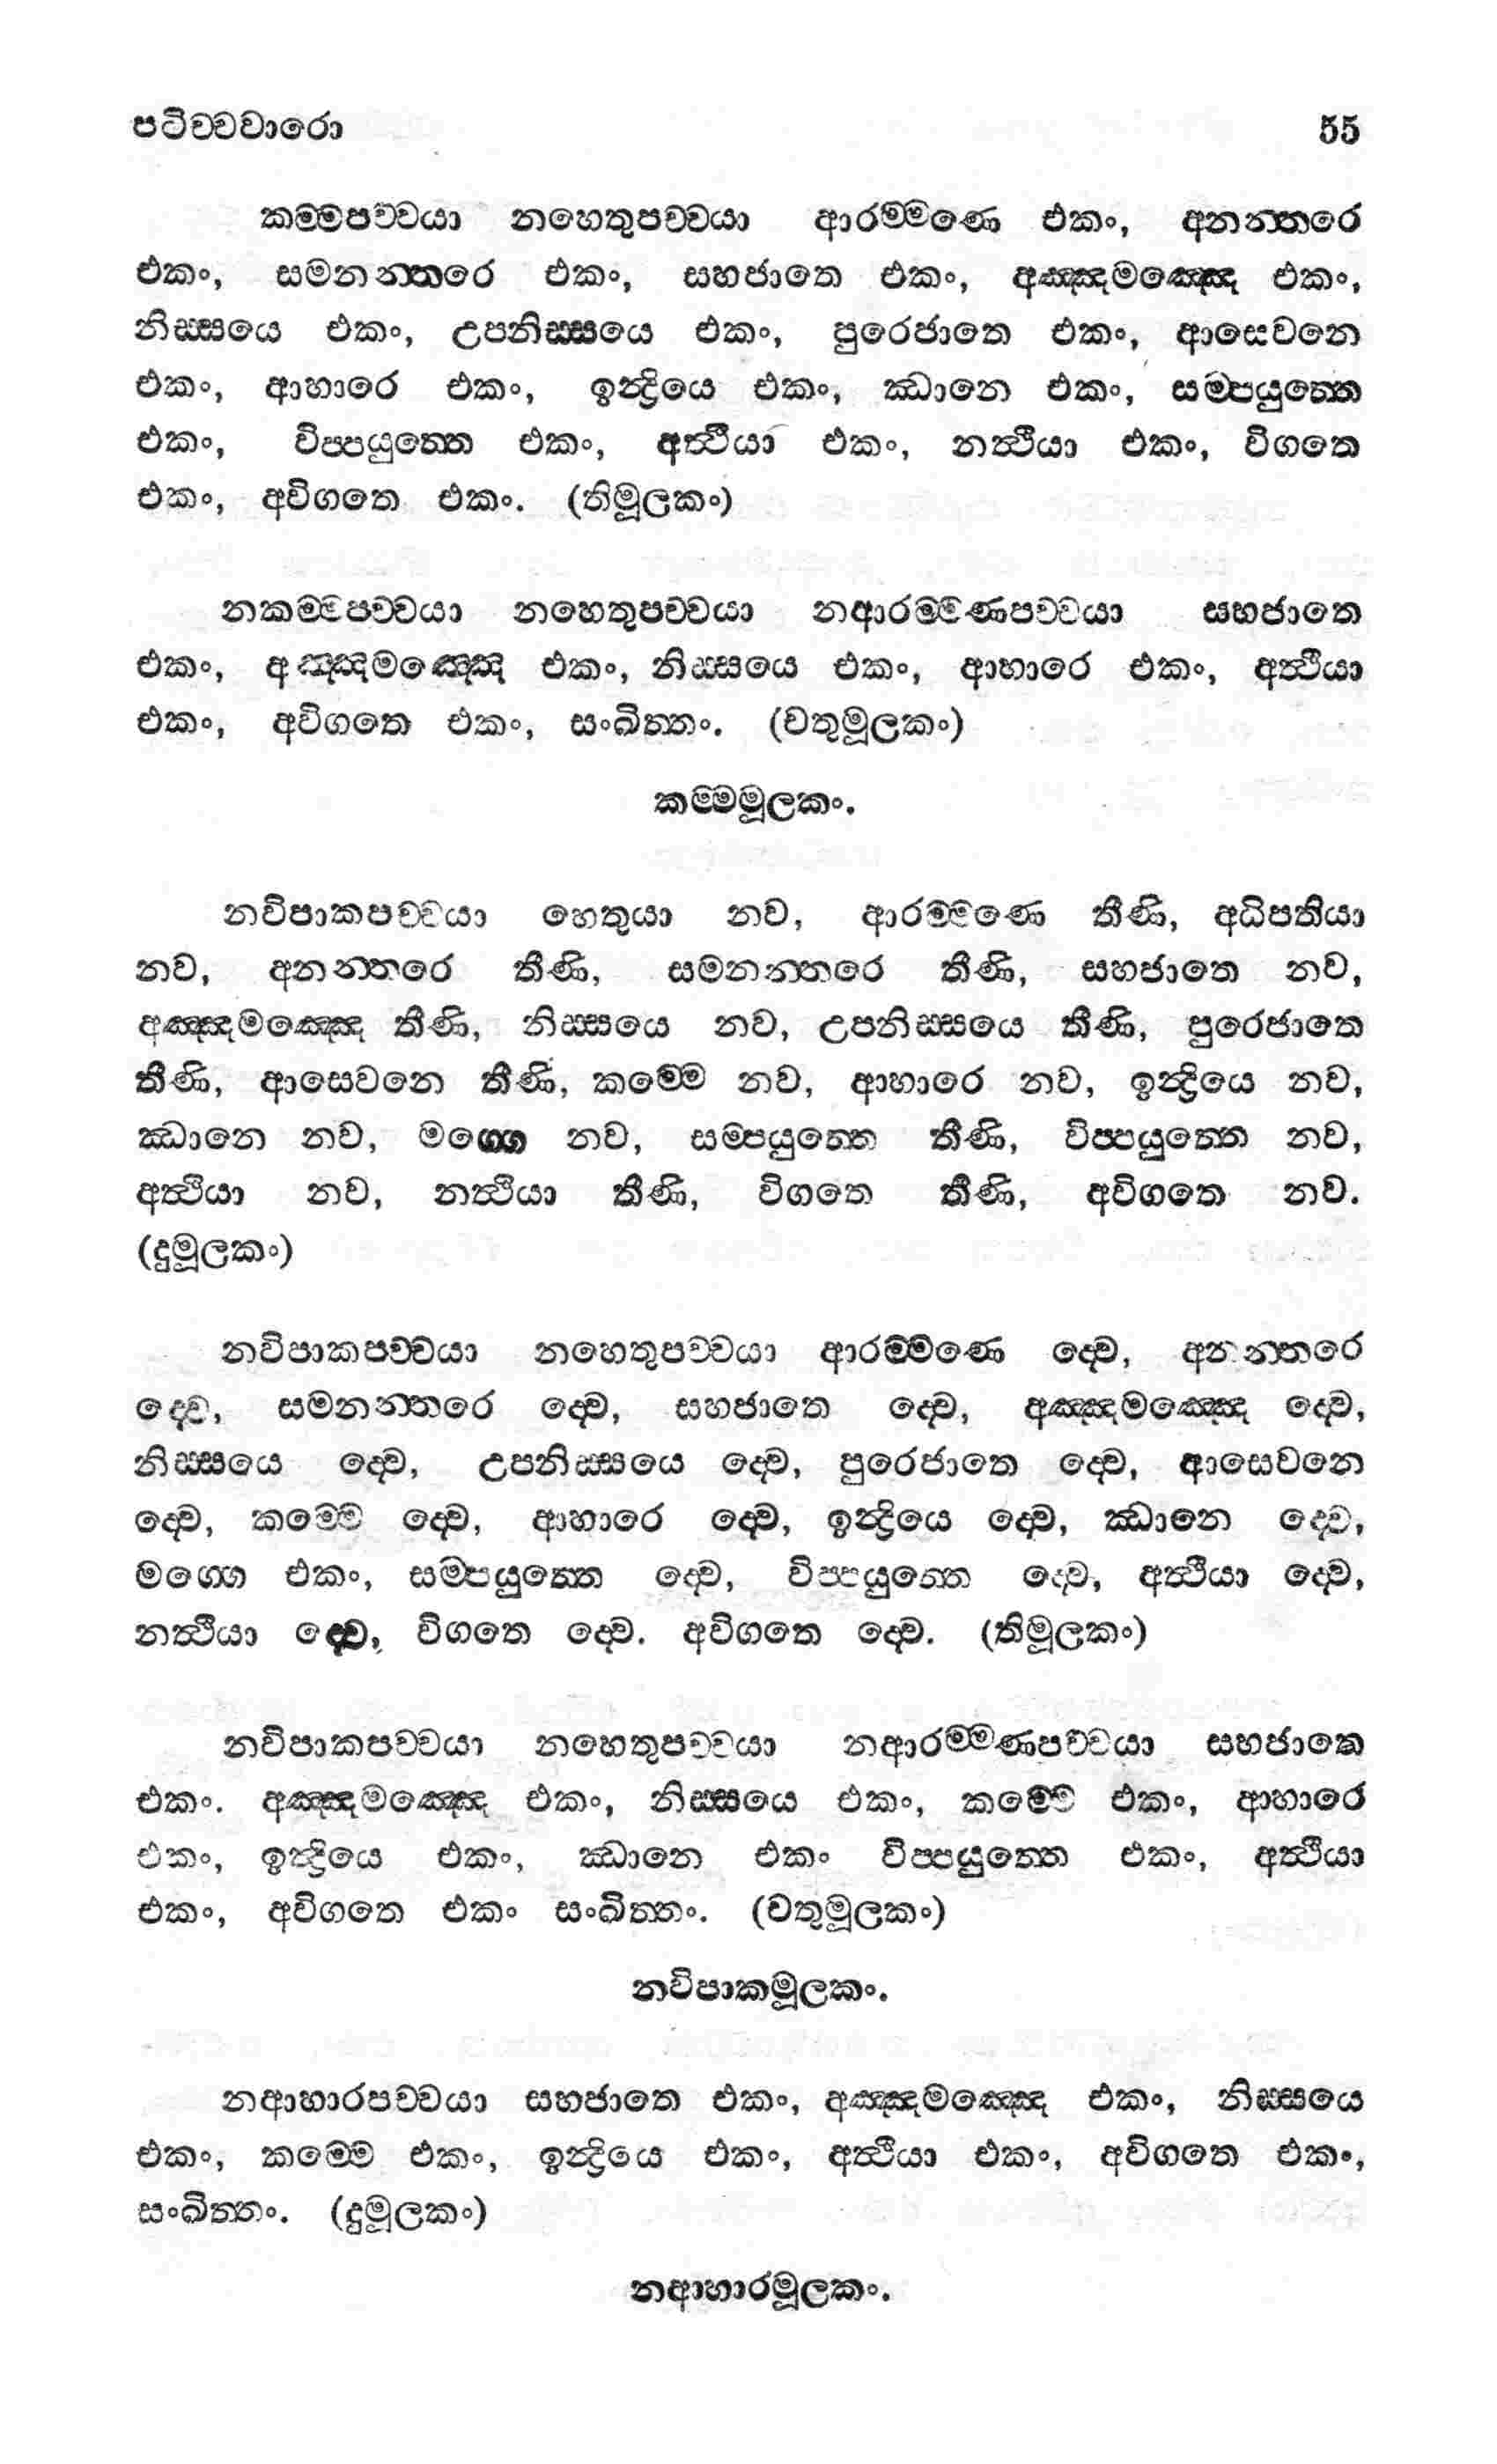 පටිච්චවාරො 55
කම්මපච්චයා නහෙතුපච්චයා ආරම්මණෙ එකං, අනන්තරෙ
එකං, සමනන්තරෙ එකං, සහජාතෙ එකං, අඤ්ඤමඤ්ඤෙ එකං,
නිස්සයෙ එකං, උපනිස්සයෙ එකං, පුරෙජාතෙ එකං, ආසෙවනෙ
එකං, ආහාරෙ එකං, ඉන්ද්‍රියෙ එකං, ඣානෙ එකං, සම්පයුත්තෙ
එකං, විප්පයුත්තෙ එකං, අත්ථියා එකං, නත්ථියා එකං, විගතෙ
එකං, අවිගතෙ එකං. (තිමූලකං)
නකම්මපච්චයා නහෙතුපච්චයා නආරම්මණපච්චයා සහජාතෙ
එකං, අඤ්ඤමඤ්ඤෙ එකං, නිස්සයෙ එකං, ආහාරෙ එකං, අත්ථියා
එකං, අවිගතෙ එකං, සංඛිත්තං. (චතුමූලකං)
කම්මමූලකං.
නවිපාකපච්චයා හෙතුයා නව, ආරම්මණෙ තීණි, අධිපතියා
නව, අනන්තරෙ තීණි, සමනන්තරෙ තීණි, සහජාතෙ නව,
අඤ්ඤමඤ්ඤෙ තීණි, නිස්සයෙ නව, උපනිස්සයෙ තීණි, පුරෙජාතෙ
තීණි, ආසෙවනෙ තීණි, කම්මෙ නව, ආහාරෙ නව, ඉන්ද්‍රියෙ නව,
ඣානෙ නව, මග්ගෙ නව, සම්පයුත්තෙ තීණි, විප්පයුත්තෙ නව,
අත්ථියා නව, නත්ථියා තීණි, විගතෙ තීණි, අවිගතෙ නව.
(දුමූලකං)
නවිපාකපච්චයා නහෙතුපච්චයා ආරම්මණෙ ද්වෙ, අනන්තරෙ
ද්වෙ, සමනන්තරෙ ද්වෙ, සහජාතෙ ද්වෙ, අඤ්ඤමඤ්ඤෙ ද්වෙ,
නිස්සයෙ ද්වෙ, උපනිස්සයෙ ද්වෙ, පුරෙජාතෙ ද්වෙ, ආසෙවනෙ
ද්වෙ, කම්මෙ ද්වෙ, ආහාරෙ ද්වෙ, ඉන්ද්‍රියෙ ද්වෙ, ඣානෙ ද්වෙ,
මග්ගෙ එකං, සම්පයුත්තෙ ද්වෙ, විප්පයුත්තෙ ද්වෙ, අත්ථියා ද්වෙ,
නත්ථියා ද්වෙ, විගතෙ ද්වෙ. අවිගතෙ ද්වෙ. (තිමූලකං)
නවිපාකපච්චයා නහෙතුපච්චයා නආරම්මණපච්චයා සහජාතෙ
එකං. අඤ්ඤමඤ්ඤෙ එකං, නිස්සයෙ එකං, කම්මෙ එකං, ආහාරෙ
එකං, ඉන්ද්‍රියෙ එකං, ඣානෙ එකං විප්පයුත්තෙ එකං, අත්ථියා
එකං, අවිගතෙ එකං සංඛිත්තං. (චතුමූලකං)
නවිපාකමූලකං.
නආහාරපච්චයා සහජාතෙ එකං, අඤ්ඤමඤ්ඤෙ එකං, නිස්සයෙ
එකං, කම්මෙ එකං, ඉන්ද්‍රියෙ එකං, අත්ථියා එකං, අවිගතෙ එකං,
සංඛිත්තං. (දුමූලකං)
නආහාරමූලකං.